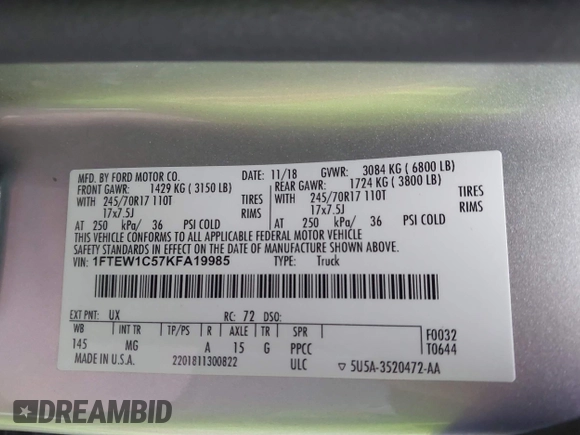 MFD. BY FORD MOTOR CO. DATE: 11/18 GVWR: 3084 KG ( 6800 LB)
FRONT GAWR: 1429 KG ( 3150 LB) REAR GAWR: 1724 KG ( 3800 LB)
WITH 245/70R17 110T TIRES WITH 245/70R17 110T TIRES
17x7.5J RIMS 17x7.5J RIMS
AT 250 kPa/ 36 PSI COLD AT 250 kPa/ 36 PSI COLD
THIS VEHICLE CONFORMS TO ALL APPLICABLE FEDERAL MOTOR VEHICLE
SAFETY STANDARDS IN EFFECT ON THE DATE OF MANUFACTURE SHOWN ABOVE.
VIN: 1FTEW1C57KFA19985 TYPE: Truck
EXT PNT: UX RC: 72 DSO:
WB INT TR TP/PS R AXLE TR SPR F0032
145 MG A 15 G PPCC T0644
MADE IN U.S.A. 2201811300822 ULC ▽ 5U5A-3520472-AA
DREAMBID